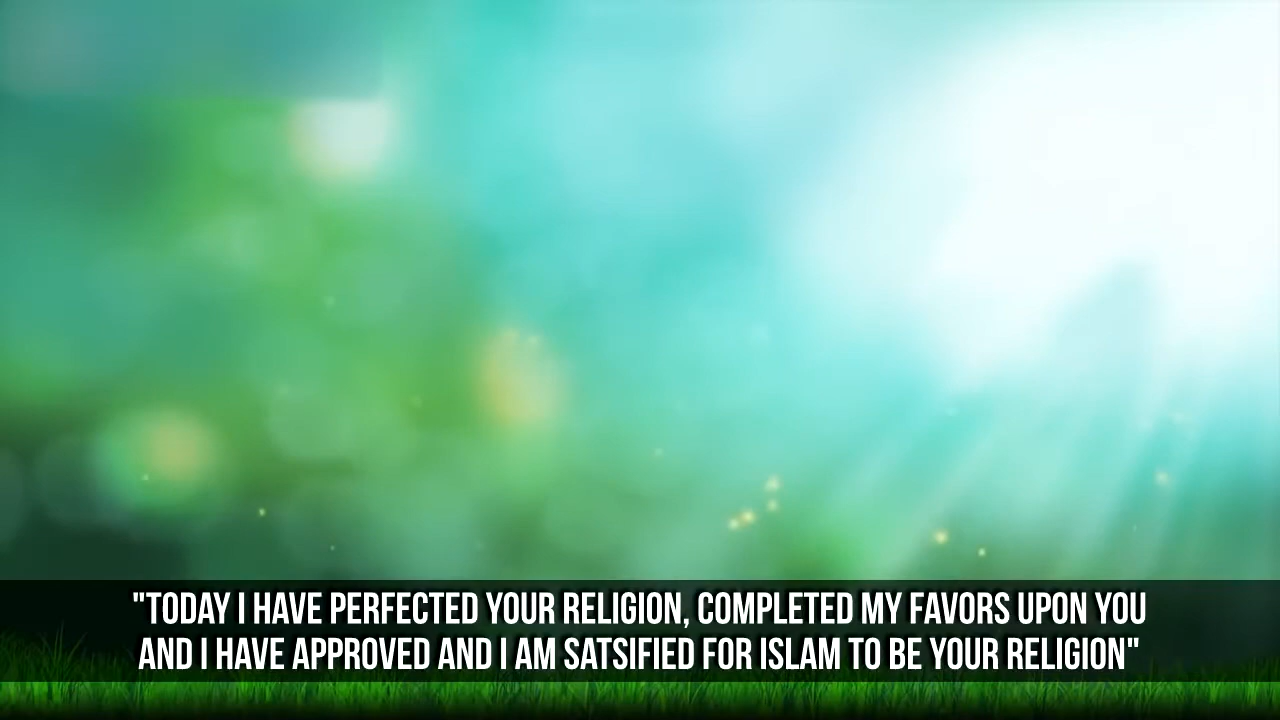 "TODAY I HAVE PERFECTED YOUR RELIGION, COMPLETED MY FAVORS UPON YOU
AND I HAVE APPROVED AND I AM SATSIFIED FOR ISLAM TO BE YOUR RELIGION"